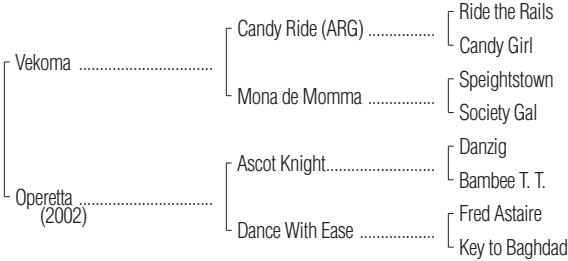 Ride the Rails
Candy Ride (ARG) ................
Candy Girl
Vekoma ................................
Speightstown
Mona de Momma ................
Society Gal
Danzig
Ascot Knight..........................
Bambee T. T.
Operetta ................................
(2002)
Fred Astaire
Dance With Ease ..................
Key to Baghdad